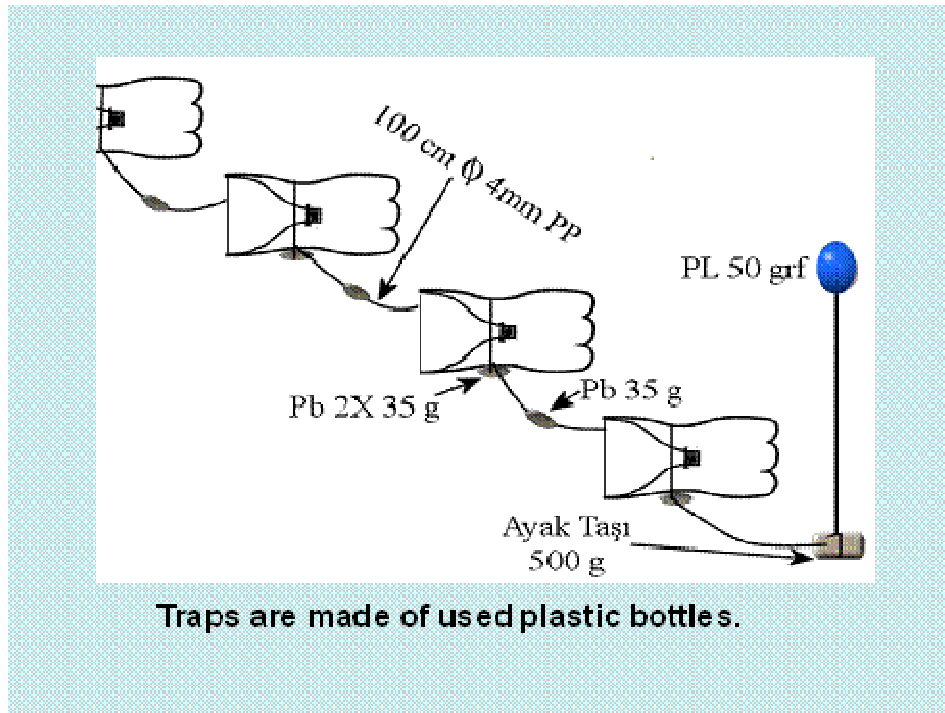 100 cm ϕ 4mm PP
PL 50 grf
Pb 2X 35 g
Pb 35 g
Ayak Taşı
500 g
Traps are made of used plastic bottles.